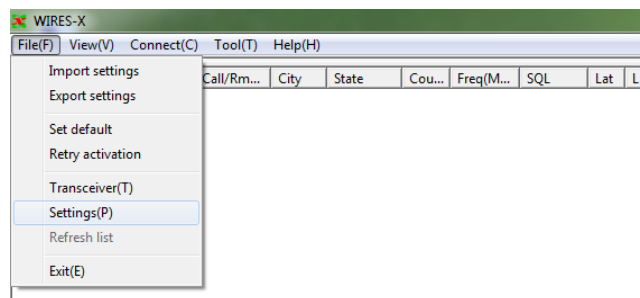 WIRES-X
File(F) View(V) Connect(C) Tool(T) Help(H)
Call/Rm... City State Cou... Freq(M... SQL Lat L
Import settings
Export settings
Set default
Retry activation
Transceiver(T)
Settings(P)
Refresh list
Exit(E)